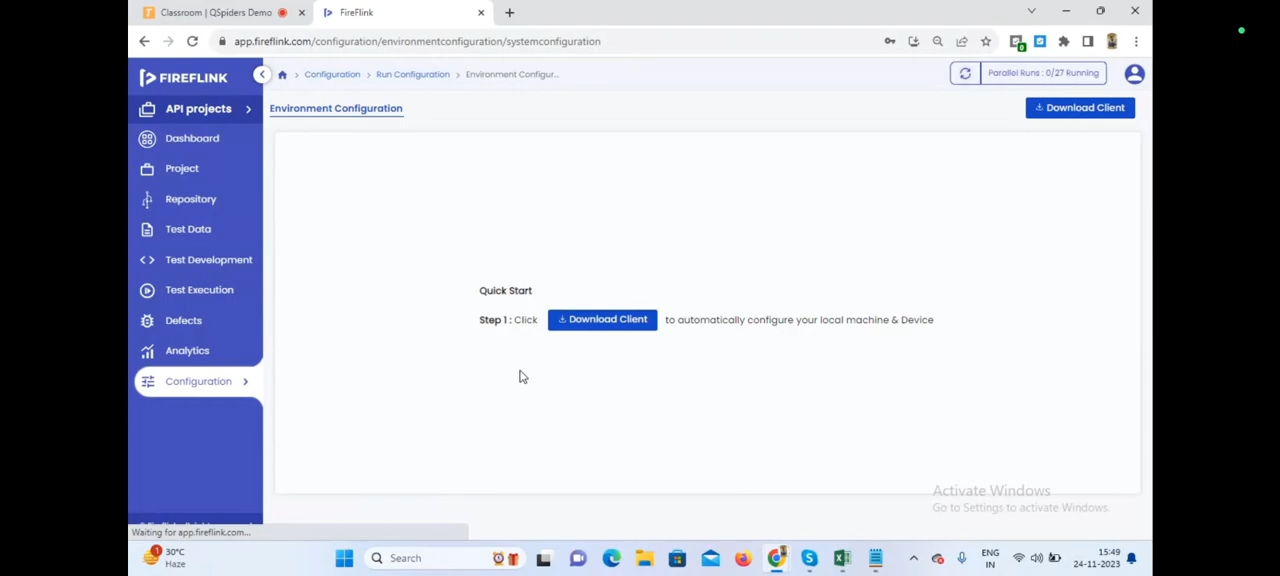 Classroom | QSpiders Demo
FireFlink
app.fireflink.com/configuration/environmentconfiguration/systemconfiguration
FIREFLINK
Configuration > Run Configuration > Environment Configur...
Parallel Runs : 0/27 Running
API projects
Environment Configuration
Download Client
Dashboard
Project
Repository
Test Data
Test Development
Test Execution
Defects
Analytics
Configuration
Quick Start
Step 1 : Click Download Client to automatically configure your local machine & Device
Activate Windows
Go to Settings to activate Windows.
Waiting for app.fireflink.com...
1
30°C
Haze
Search
ENG
IN
15:49
24-11-2023